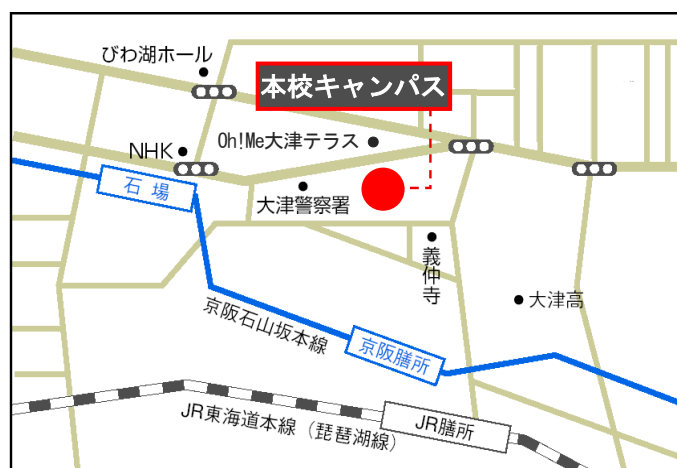 びわ湖ホール
本校キャンパス
NHK
Oh!Me大津テラス
石場
大津警察署
義仲寺
大津高
京阪石山坂本線
京阪膳所
JR東海道本線（琵琶湖線）
JR膳所